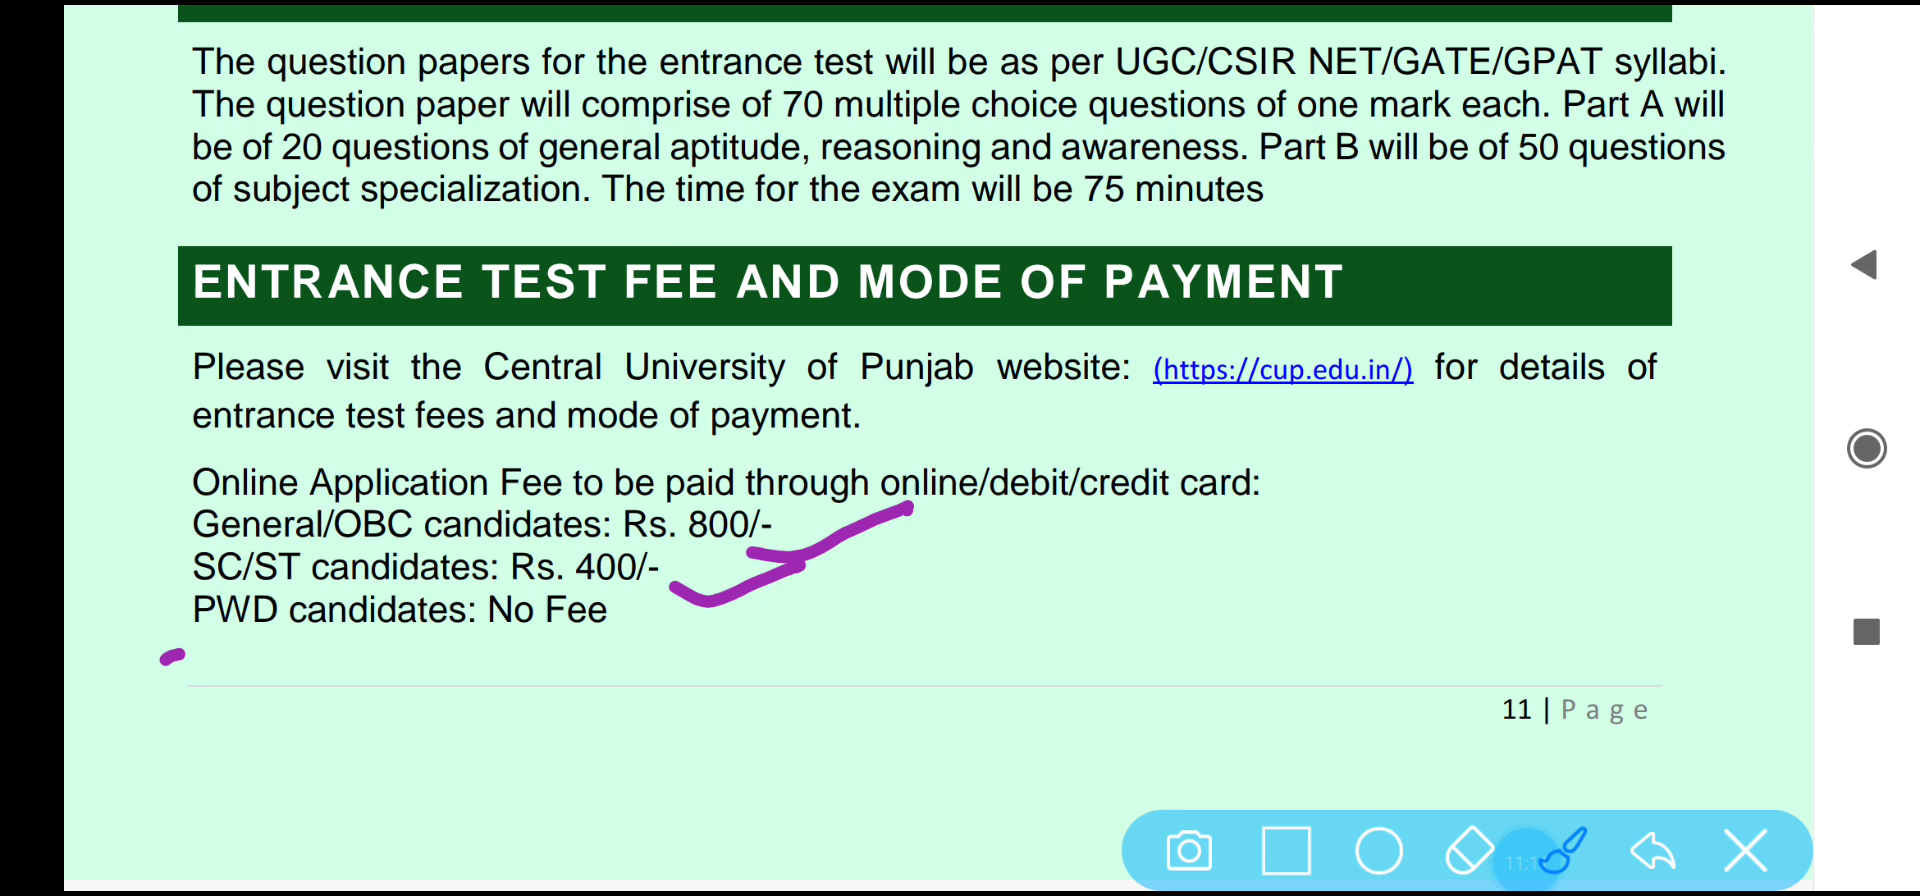 The question papers for the entrance test will be as per UGC/CSIR NET/GATE/GPAT syllabi.
The question paper will comprise of 70 multiple choice questions of one mark each. Part A will
be of 20 questions of general aptitude, reasoning and awareness. Part B will be of 50 questions
of subject specialization. The time for the exam will be 75 minutes
ENTRANCE TEST FEE AND MODE OF PAYMENT
Please visit the Central University of Punjab website: (https://cup.edu.in/) for details of
entrance test fees and mode of payment.
Online Application Fee to be paid through online/debit/credit card:
General/OBC candidates: Rs. 800/-
SC/ST candidates: Rs. 400/-
PWD candidates: No Fee
11 | Page